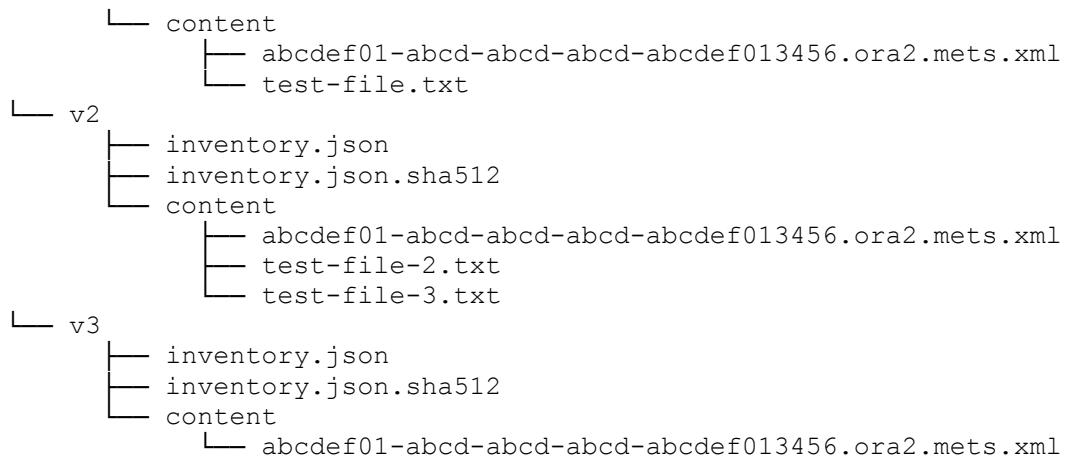 └── content
├── abcdef01-abcd-abcd-abcd-abcdef013456.ora2.mets.xml
└── test-file.txt
└── v2
├── inventory.json
├── inventory.json.sha512
└── content
├── abcdef01-abcd-abcd-abcd-abcdef013456.ora2.mets.xml
├── test-file-2.txt
└── test-file-3.txt
└── v3
├── inventory.json
├── inventory.json.sha512
└── content
└── abcdef01-abcd-abcd-abcd-abcdef013456.ora2.mets.xml